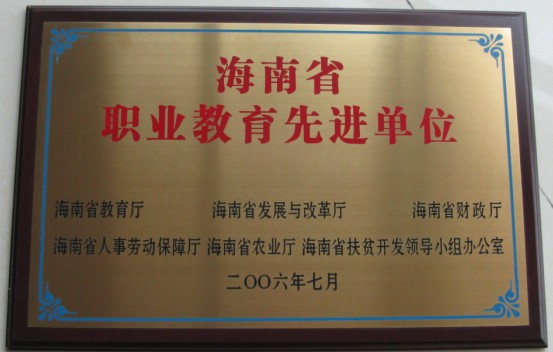 海南省
职业教育先进单位
海南省教育厅 海南省发展与改革厅 海南省财政厅
海南省人事劳动保障厅 海南省农业厅 海南省扶贫开发领导小组办公室
二〇〇六年七月